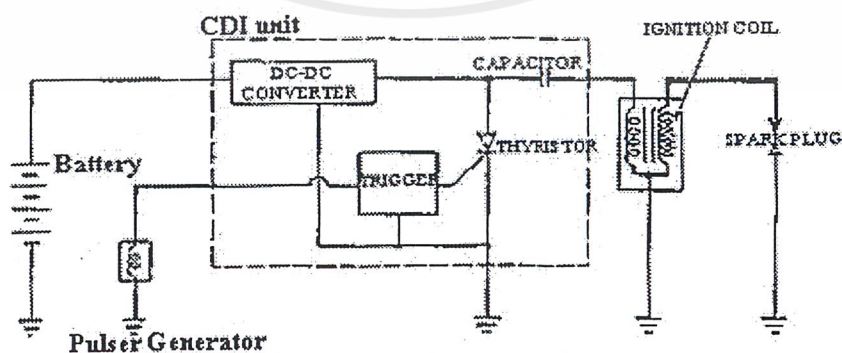 CDI unit
IGNITION COIL
DC-DC
CONVERTER
CAPACITOR
Battery
TRIGGER
THYRISTOR
SPARK PLUG
Pulser Generator